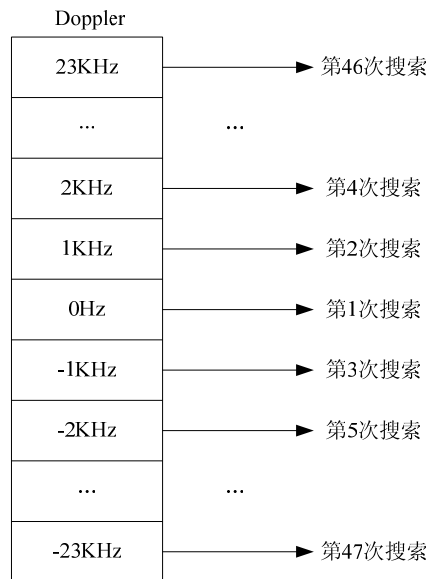 Doppler
23KHz 第46次搜索
... ...
2KHz 第4次搜索
1KHz 第2次搜索
0Hz 第1次搜索
-1KHz 第3次搜索
-2KHz 第5次搜索
... ...
-23KHz 第47次搜索